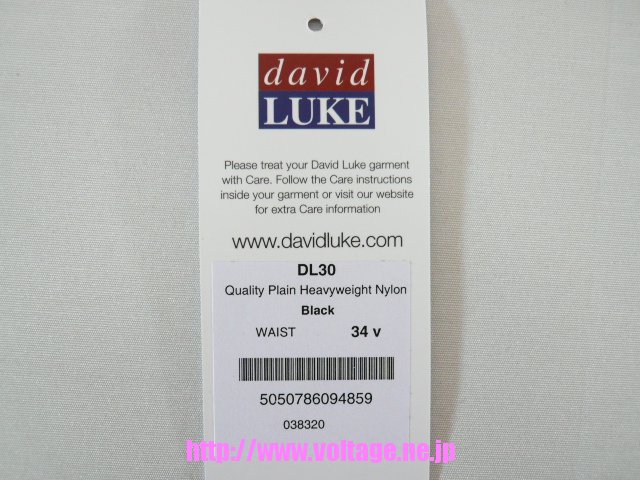 david
LUKE
Please treat your David Luke garment
with Care. Follow the Care instructions
inside your garment or visit our website
for extra Care information
www.davidluke.com
DL30
Quality Plain Heavyweight Nylon
Black
WAIST 34 v
5050786094859
038320
http://www.voltage.ne.jp